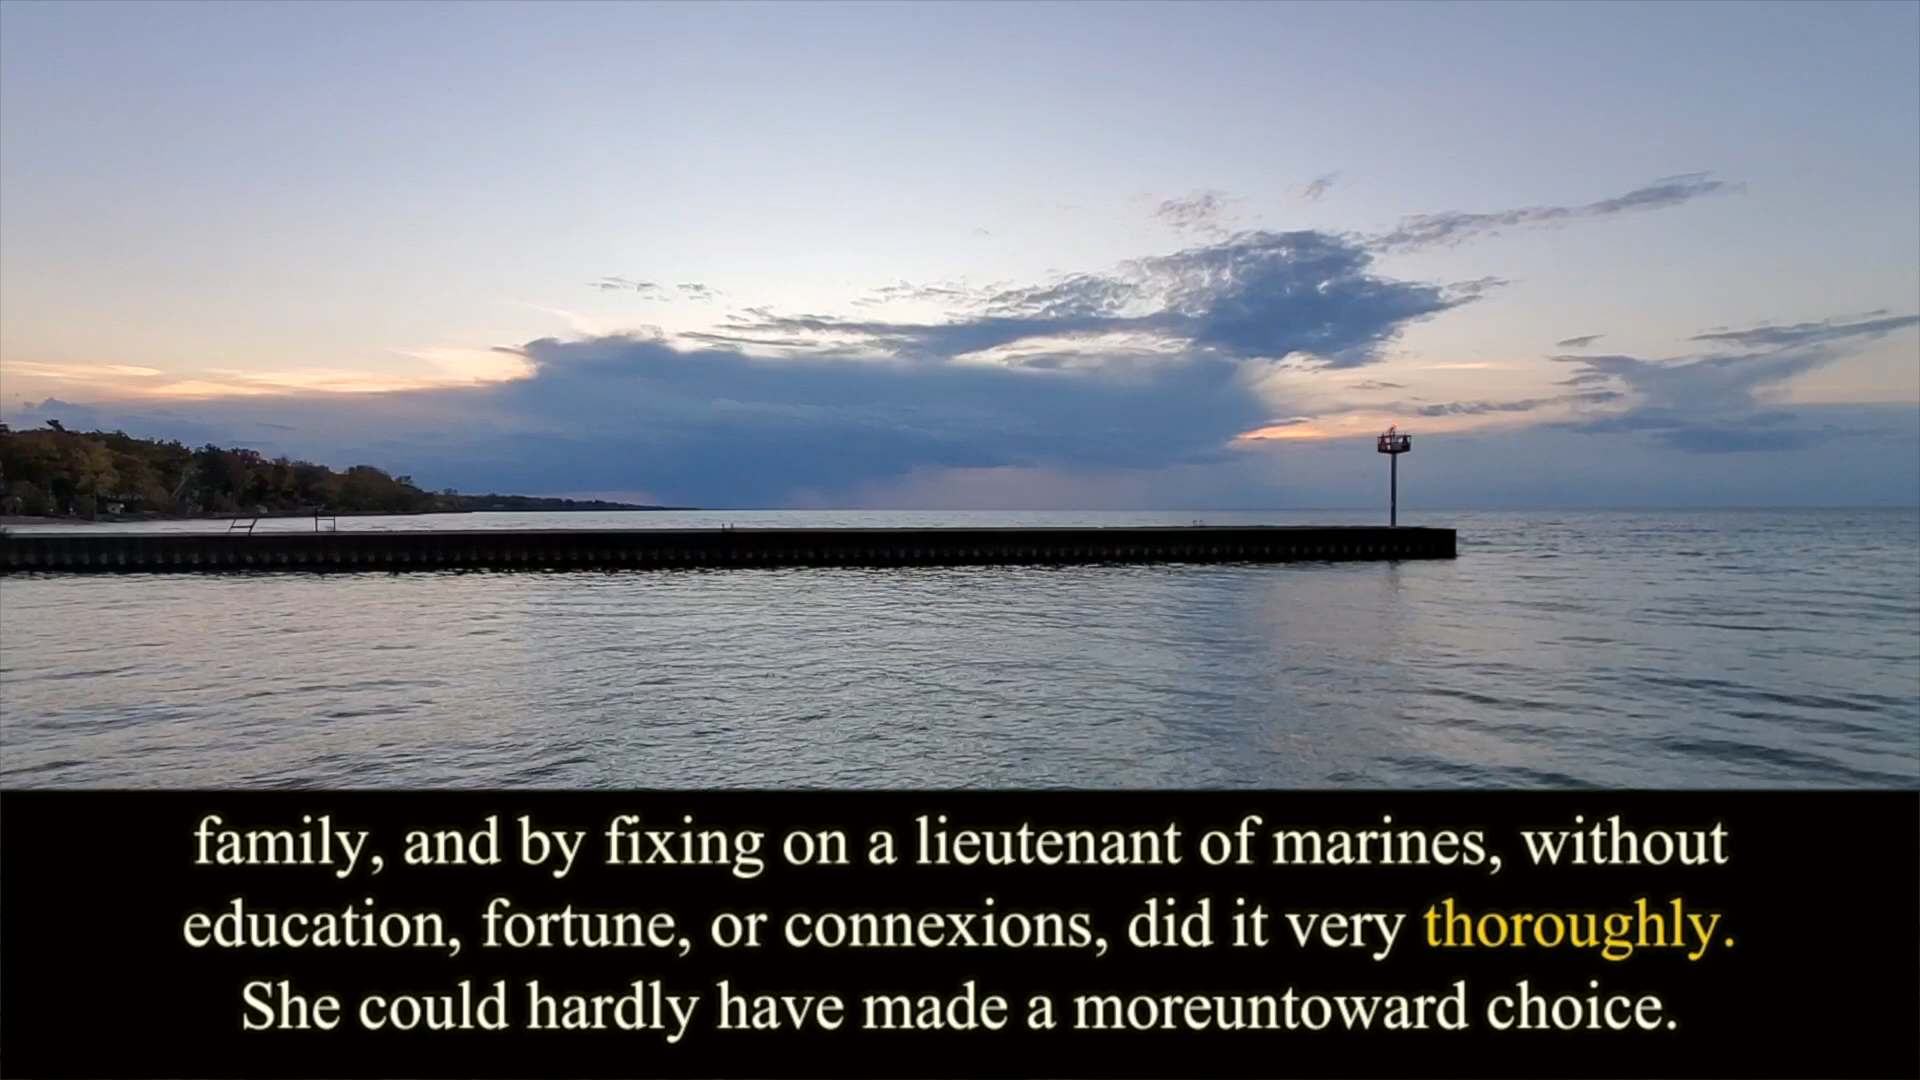 family, and by fixing on a lieutenant of marines, without
education, fortune, or connexions, did it very thoroughly.
She could hardly have made a moreuntoward choice.